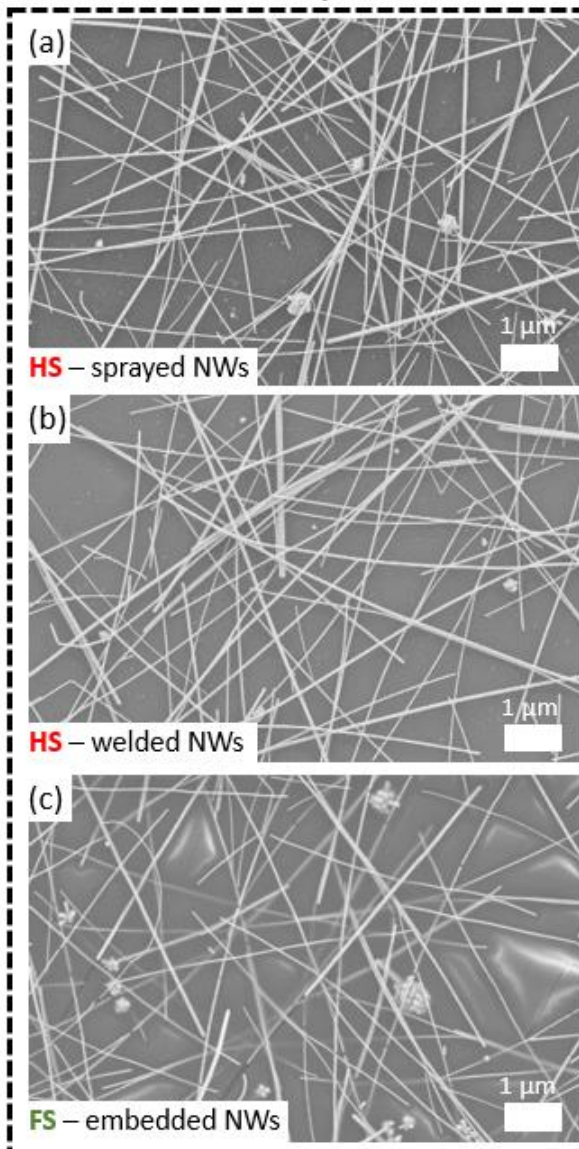 (a)
1 µm
HS – sprayed NWs
(b)
1 µm
HS – welded NWs
(c)
1 µm
FS – embedded NWs